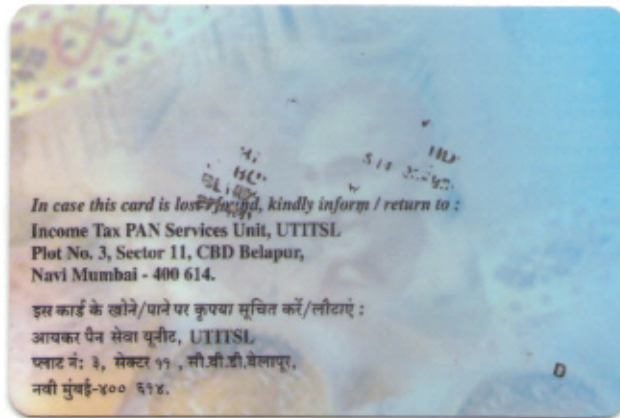 In case this card is lost/found, kindly inform / return to :
Income Tax PAN Services Unit, UTITSL
Plot No. 3, Sector 11, CBD Belapur,
Navi Mumbai - 400 614.
इस कार्ड के खोने/पाने पर कृपया सूचित करें/लौटाएं :
आयकर पैन सेवा यूनीट, UTITSL
प्लाट नं: ३, सेक्टर ११ , सी.बी.डी.बेलापूर,
नवी मुंबई-४०० ६१४.
D